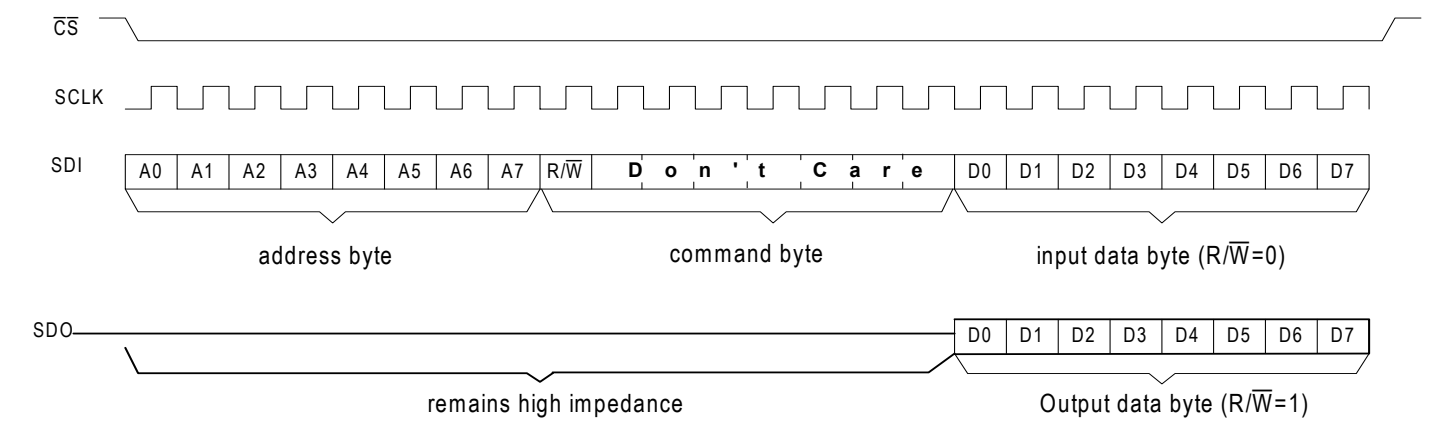 C̅S̅
SCLK
SDI A0 A1 A2 A3 A4 A5 A6 A7 R/W̅ Don't Care D0 D1 D2 D3 D4 D5 D6 D7
address byte command byte input data byte (R/W̅=0)
SDO D0 D1 D2 D3 D4 D5 D6 D7
remains high impedance Output data byte (R/W̅=1)